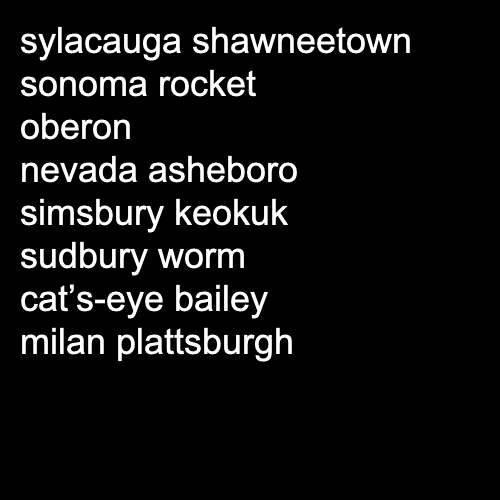 sylacauga shawneetown
sonoma rocket
oberon
nevada asheboro
simsbury keokuk
sudbury worm
cat’s-eye bailey
milan plattsburgh